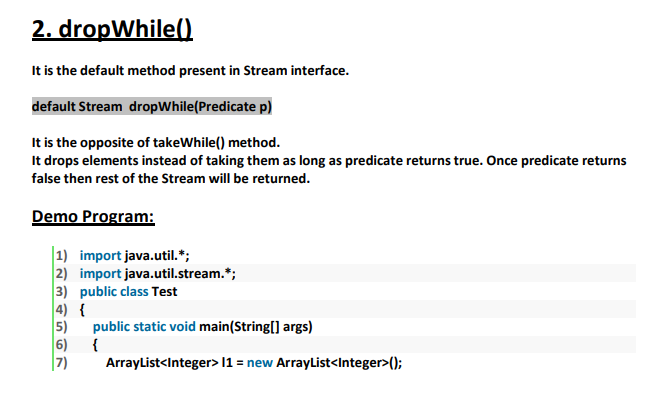 2. dropWhile()
It is the default method present in Stream interface.
default Stream dropWhile(Predicate p)
It is the opposite of takeWhile() method.
It drops elements instead of taking them as long as predicate returns true. Once predicate returns
false then rest of the Stream will be returned.
Demo Program:
1) import java.util.*;
2) import java.util.stream.*;
3) public class Test
4) {
5) public static void main(String[] args)
6) {
7) ArrayList<Integer> l1 = new ArrayList<Integer>();